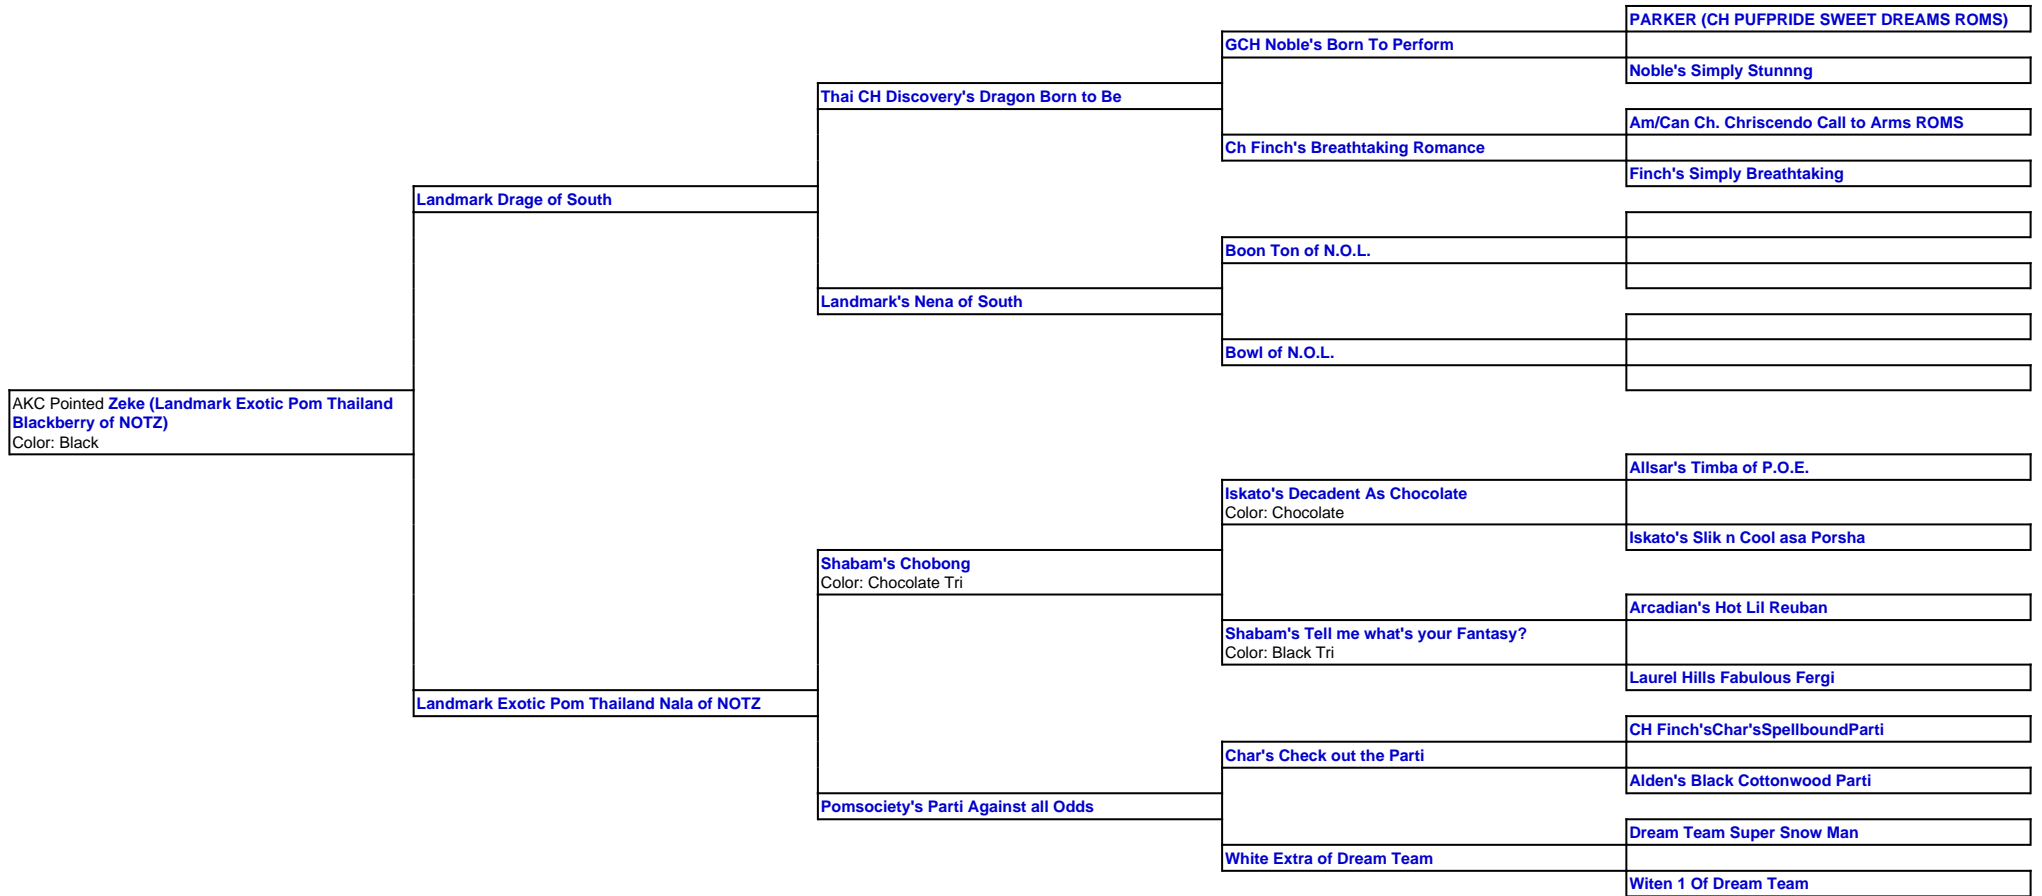 PARKER (CH PUFPRIDE SWEET DREAMS ROMS)
GCH Noble's Born To Perform
Noble's Simply Stunnng
Thai CH Discovery's Dragon Born to Be
Am/Can Ch. Chriscendo Call to Arms ROMS
Ch Finch's Breathtaking Romance
Finch's Simply Breathtaking
Landmark Drage of South
Boon Ton of N.O.L.
Landmark's Nena of South
Bowl of N.O.L.
AKC Pointed Zeke (Landmark Exotic Pom Thailand
Blackberry of NOTZ)
Color: Black
Allsar's Timba of P.O.E.
Iskato's Decadent As Chocolate
Color: Chocolate
Iskato's Slik n Cool asa Porsha
Shabam's Chobong
Color: Chocolate Tri
Arcadian's Hot Lil Reuban
Shabam's Tell me what's your Fantasy?
Color: Black Tri
Laurel Hills Fabulous Fergi
Landmark Exotic Pom Thailand Nala of NOTZ
CH Finch'sChar'sSpellboundParti
Char's Check out the Parti
Alden's Black Cottonwood Parti
Pomsociety's Parti Against all Odds
Dream Team Super Snow Man
White Extra of Dream Team
Witen 1 Of Dream Team